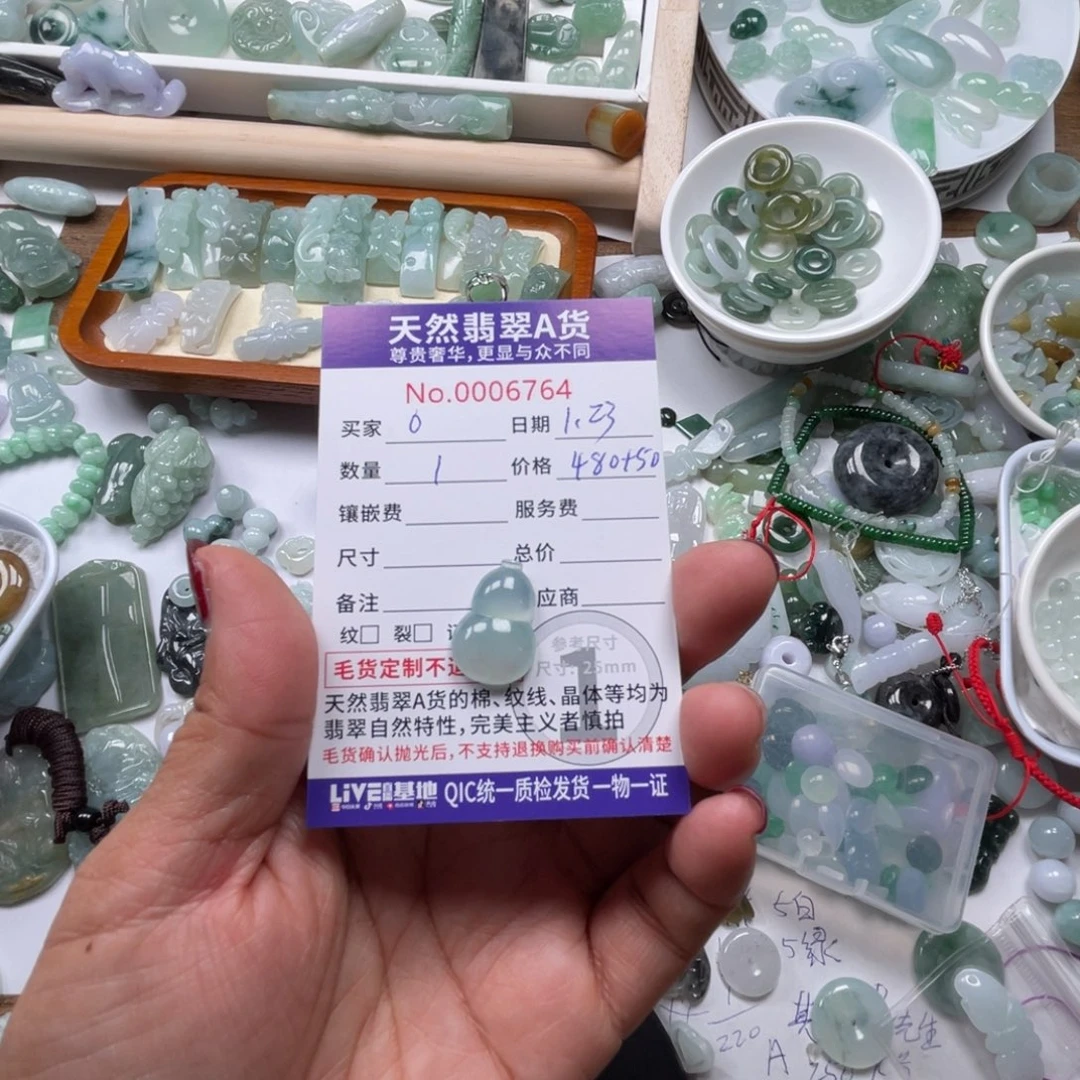 天然翡翠A货
尊贵奢华,更显与众不同
No.0006764
买家 0 日期 1.23
数量 1 价格 480+50
镶嵌费 服务费
尺寸 总价
备注 应商
纹□ 裂□
毛货定制不
参考尺寸
尺寸: 25mm
天然翡翠A货的棉、纹线、晶体等均为
翡翠自然特性,完美主义者慎拍
毛货确认抛光后,不支持退换购买前确认清楚
LiVE 基地 QIC统一质检发货 一物一证
5白
5绿
220
A